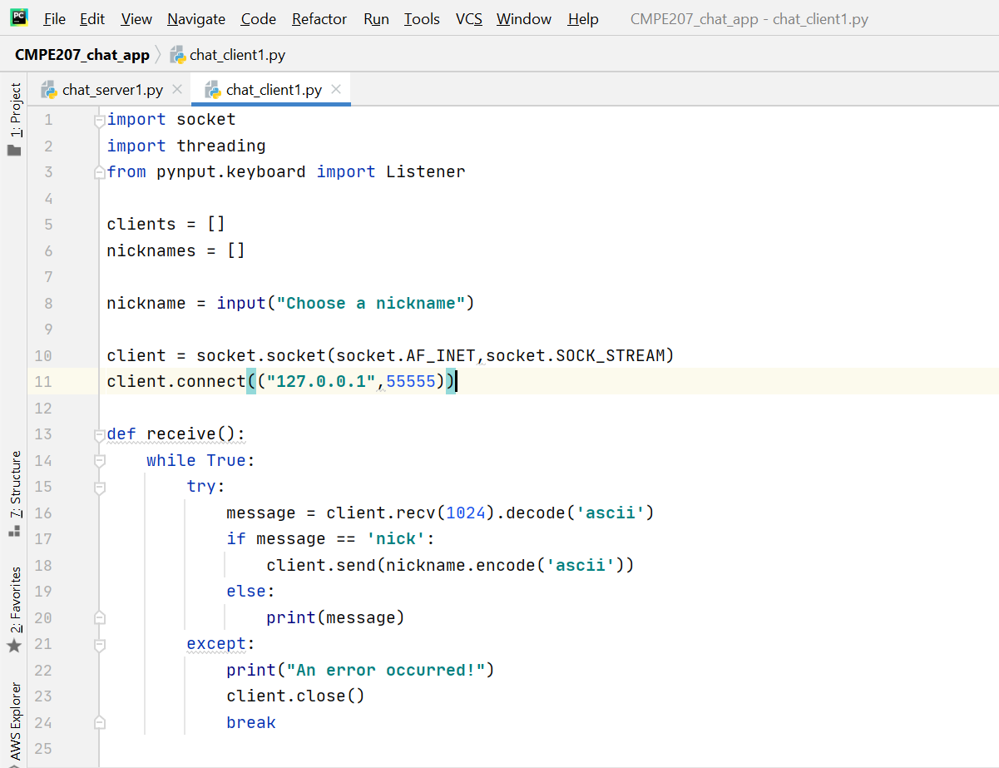 PC File Edit View Navigate Code Refactor Run Tools VCS Window Help CMPE207_chat_app - chat_client1.py
CMPE207_chat_app chat_client1.py
chat_server1.py chat_client1.py
1: Project
7: Structure
2: Favorites
AWS Explorer
1 import socket
2 import threading
3 from pynput.keyboard import Listener
4
5 clients = []
6 nicknames = []
7
8 nickname = input("Choose a nickname")
9
10 client = socket.socket(socket.AF_INET,socket.SOCK_STREAM)
11 client.connect(("127.0.0.1",55555))
12
13 def receive():
14     while True:
15         try:
16             message = client.recv(1024).decode('ascii')
17             if message == 'nick':
18                 client.send(nickname.encode('ascii'))
19             else:
20                 print(message)
21         except:
22             print("An error occurred!")
23             client.close()
24             break
25